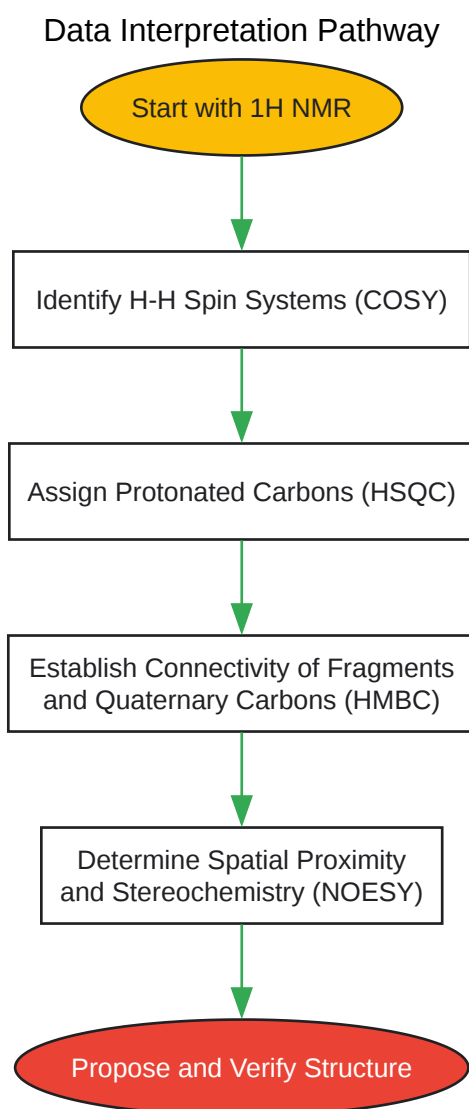 Data Interpretation Pathway
Start with 1H NMR
Identify H-H Spin Systems (COSY)
Assign Protonated Carbons (HSQC)
Establish Connectivity of Fragments
and Quaternary Carbons (HMBC)
Determine Spatial Proximity
and Stereochemistry (NOESY)
Propose and Verify Structure